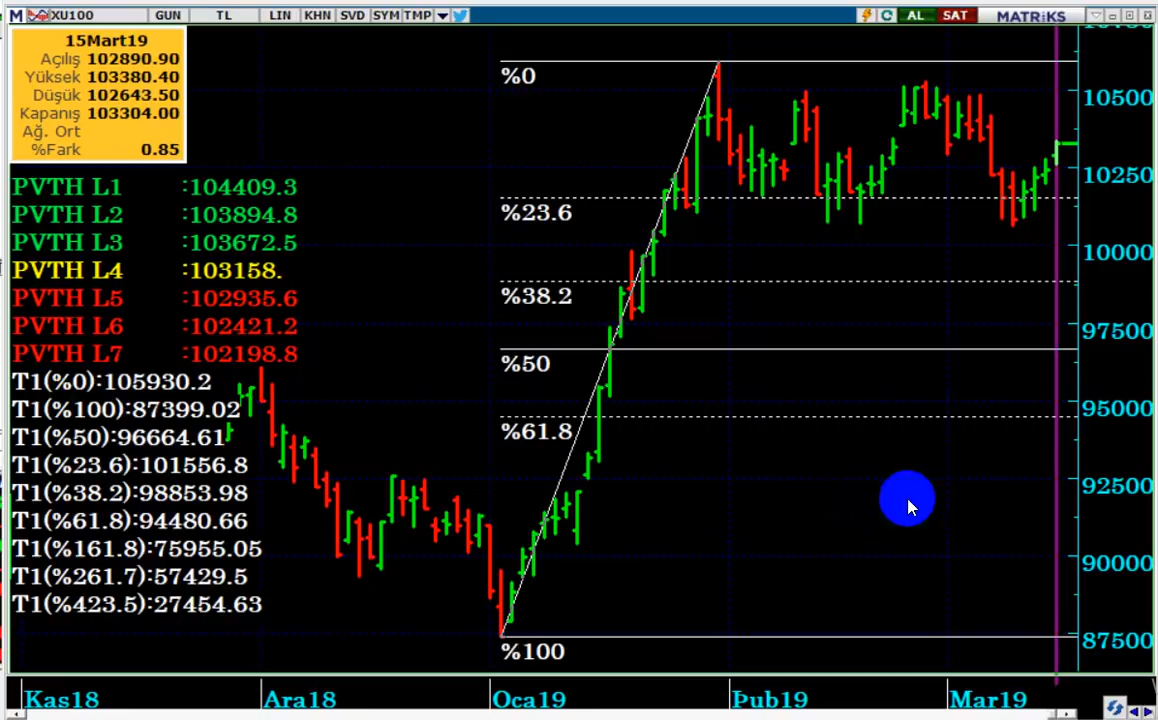 M XU100 GUN TL LIN KHN SVD SYM TMP C AL SAT MATRiKS
15Mart19
Açılış 102890.90
Yüksek 103380.40
Düşük 102643.50
Kapanış 103304.00
Ağ. Ort
%Fark 0.85
PVTH L1 :104409.3
PVTH L2 :103894.8
PVTH L3 :103672.5
PVTH L4 :103158.
PVTH L5 :102935.6
PVTH L6 :102421.2
PVTH L7 :102198.8
T1(%0):105930.2
T1(%100):87399.02
T1(%50):96664.61
T1(%23.6):101556.8
T1(%38.2):98853.98
T1(%61.8):94480.66
T1(%161.8):75955.05
T1(%261.7):57429.5
T1(%423.5):27454.63
%0
%23.6
%38.2
%50
%61.8
%100
10500
10250
10000
97500
95000
92500
90000
87500
Kas18 Ara18 Oca19 Þub19 Mar19